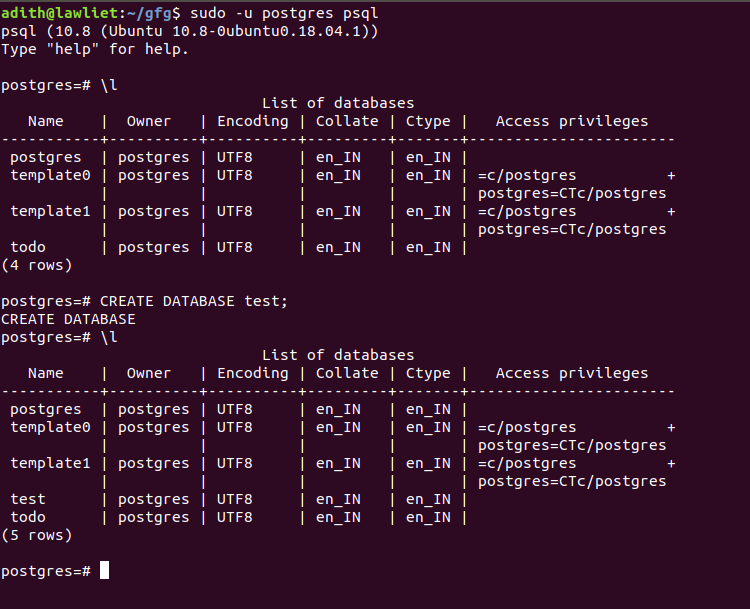 adith@lawliet:~/gfg$ sudo -u postgres psql
psql (10.8 (Ubuntu 10.8-0ubuntu0.18.04.1))
Type "help" for help.

postgres=# \l
                             List of databases
   Name    |  Owner   | Encoding | Collate | Ctype |   Access privileges
-----------+----------+----------+---------+-------+-----------------------
 postgres  | postgres | UTF8     | en_IN   | en_IN |
 template0 | postgres | UTF8     | en_IN   | en_IN | =c/postgres          +
           |          |          |         |       | postgres=CTc/postgres
 template1 | postgres | UTF8     | en_IN   | en_IN | =c/postgres          +
           |          |          |         |       | postgres=CTc/postgres
 todo      | postgres | UTF8     | en_IN   | en_IN |
(4 rows)

postgres=# CREATE DATABASE test;
CREATE DATABASE
postgres=# \l
                             List of databases
   Name    |  Owner   | Encoding | Collate | Ctype |   Access privileges
-----------+----------+----------+---------+-------+-----------------------
 postgres  | postgres | UTF8     | en_IN   | en_IN |
 template0 | postgres | UTF8     | en_IN   | en_IN | =c/postgres          +
           |          |          |         |       | postgres=CTc/postgres
 template1 | postgres | UTF8     | en_IN   | en_IN | =c/postgres          +
           |          |          |         |       | postgres=CTc/postgres
 test      | postgres | UTF8     | en_IN   | en_IN |
 todo      | postgres | UTF8     | en_IN   | en_IN |
(5 rows)

postgres=#